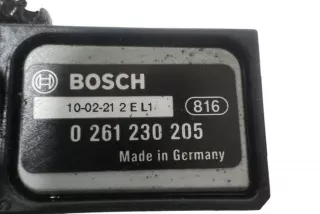 BOSCH
10-02-21 2 E L1 816
0 261 230 205
Made in Germany